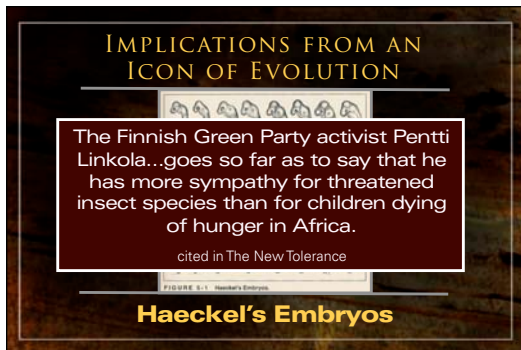 IMPLICATIONS FROM AN
ICON OF EVOLUTION
The Finnish Green Party activist Pentti
Linkola...goes so far as to say that he
has more sympathy for threatened
insect species than for children dying
of hunger in Africa.
cited in The New Tolerance
FIGURE 5-1 Haeckel's Embryos.
Haeckel's Embryos